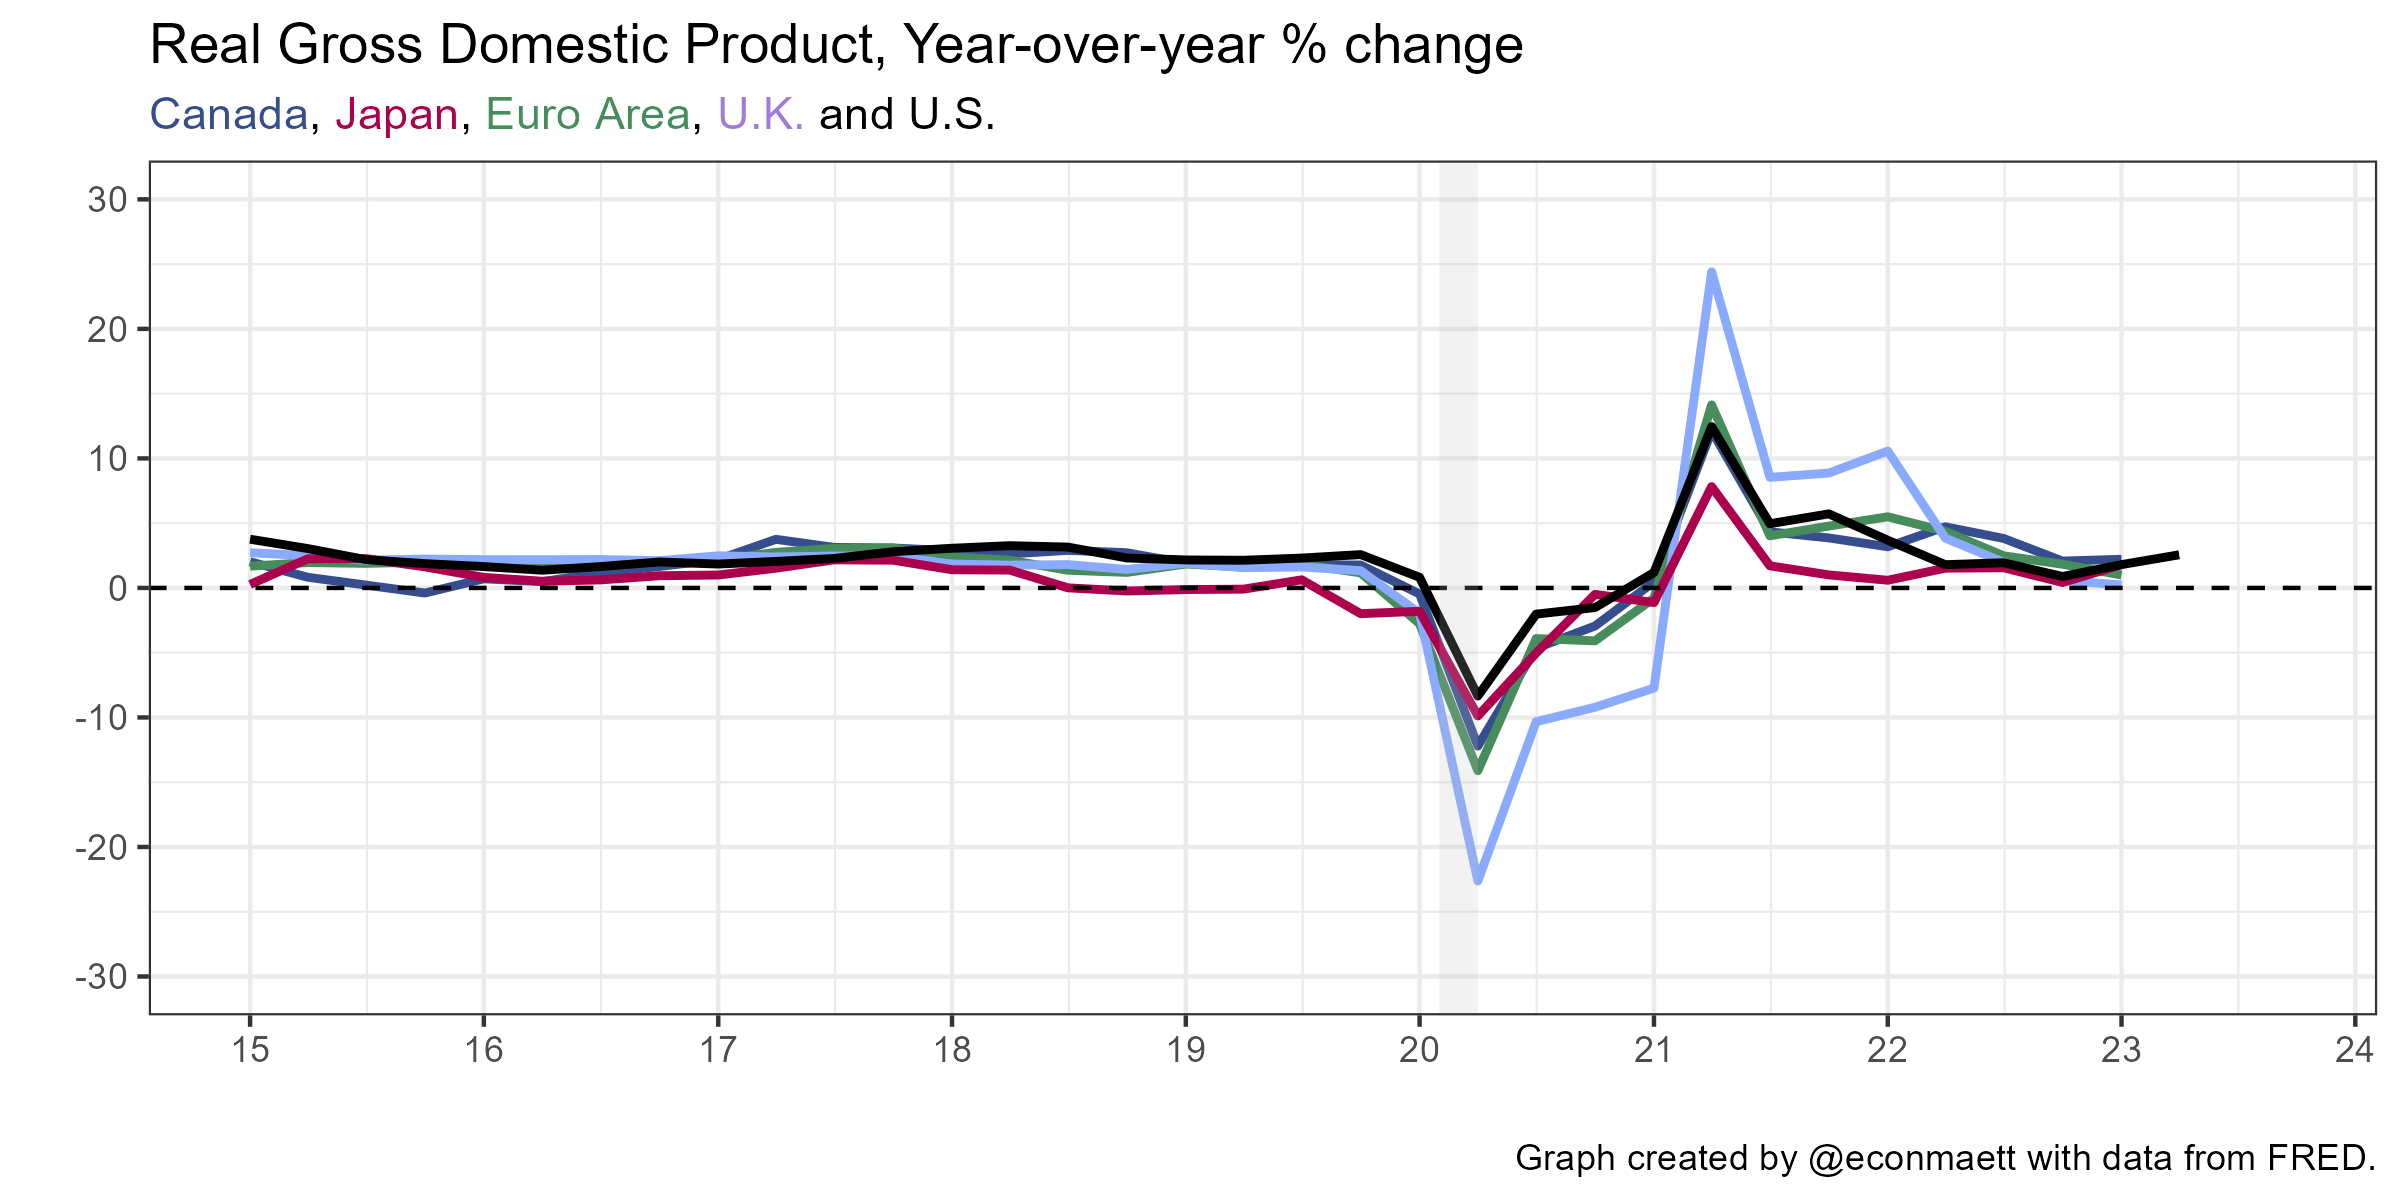 Real Gross Domestic Product, Year-over-year % change
Canada, Japan, Euro Area, U.K. and U.S.
30
20
10
0
-10
-20
-30
15 16 17 18 19 20 21 22 23 24
Graph created by @econmaett with data from FRED.